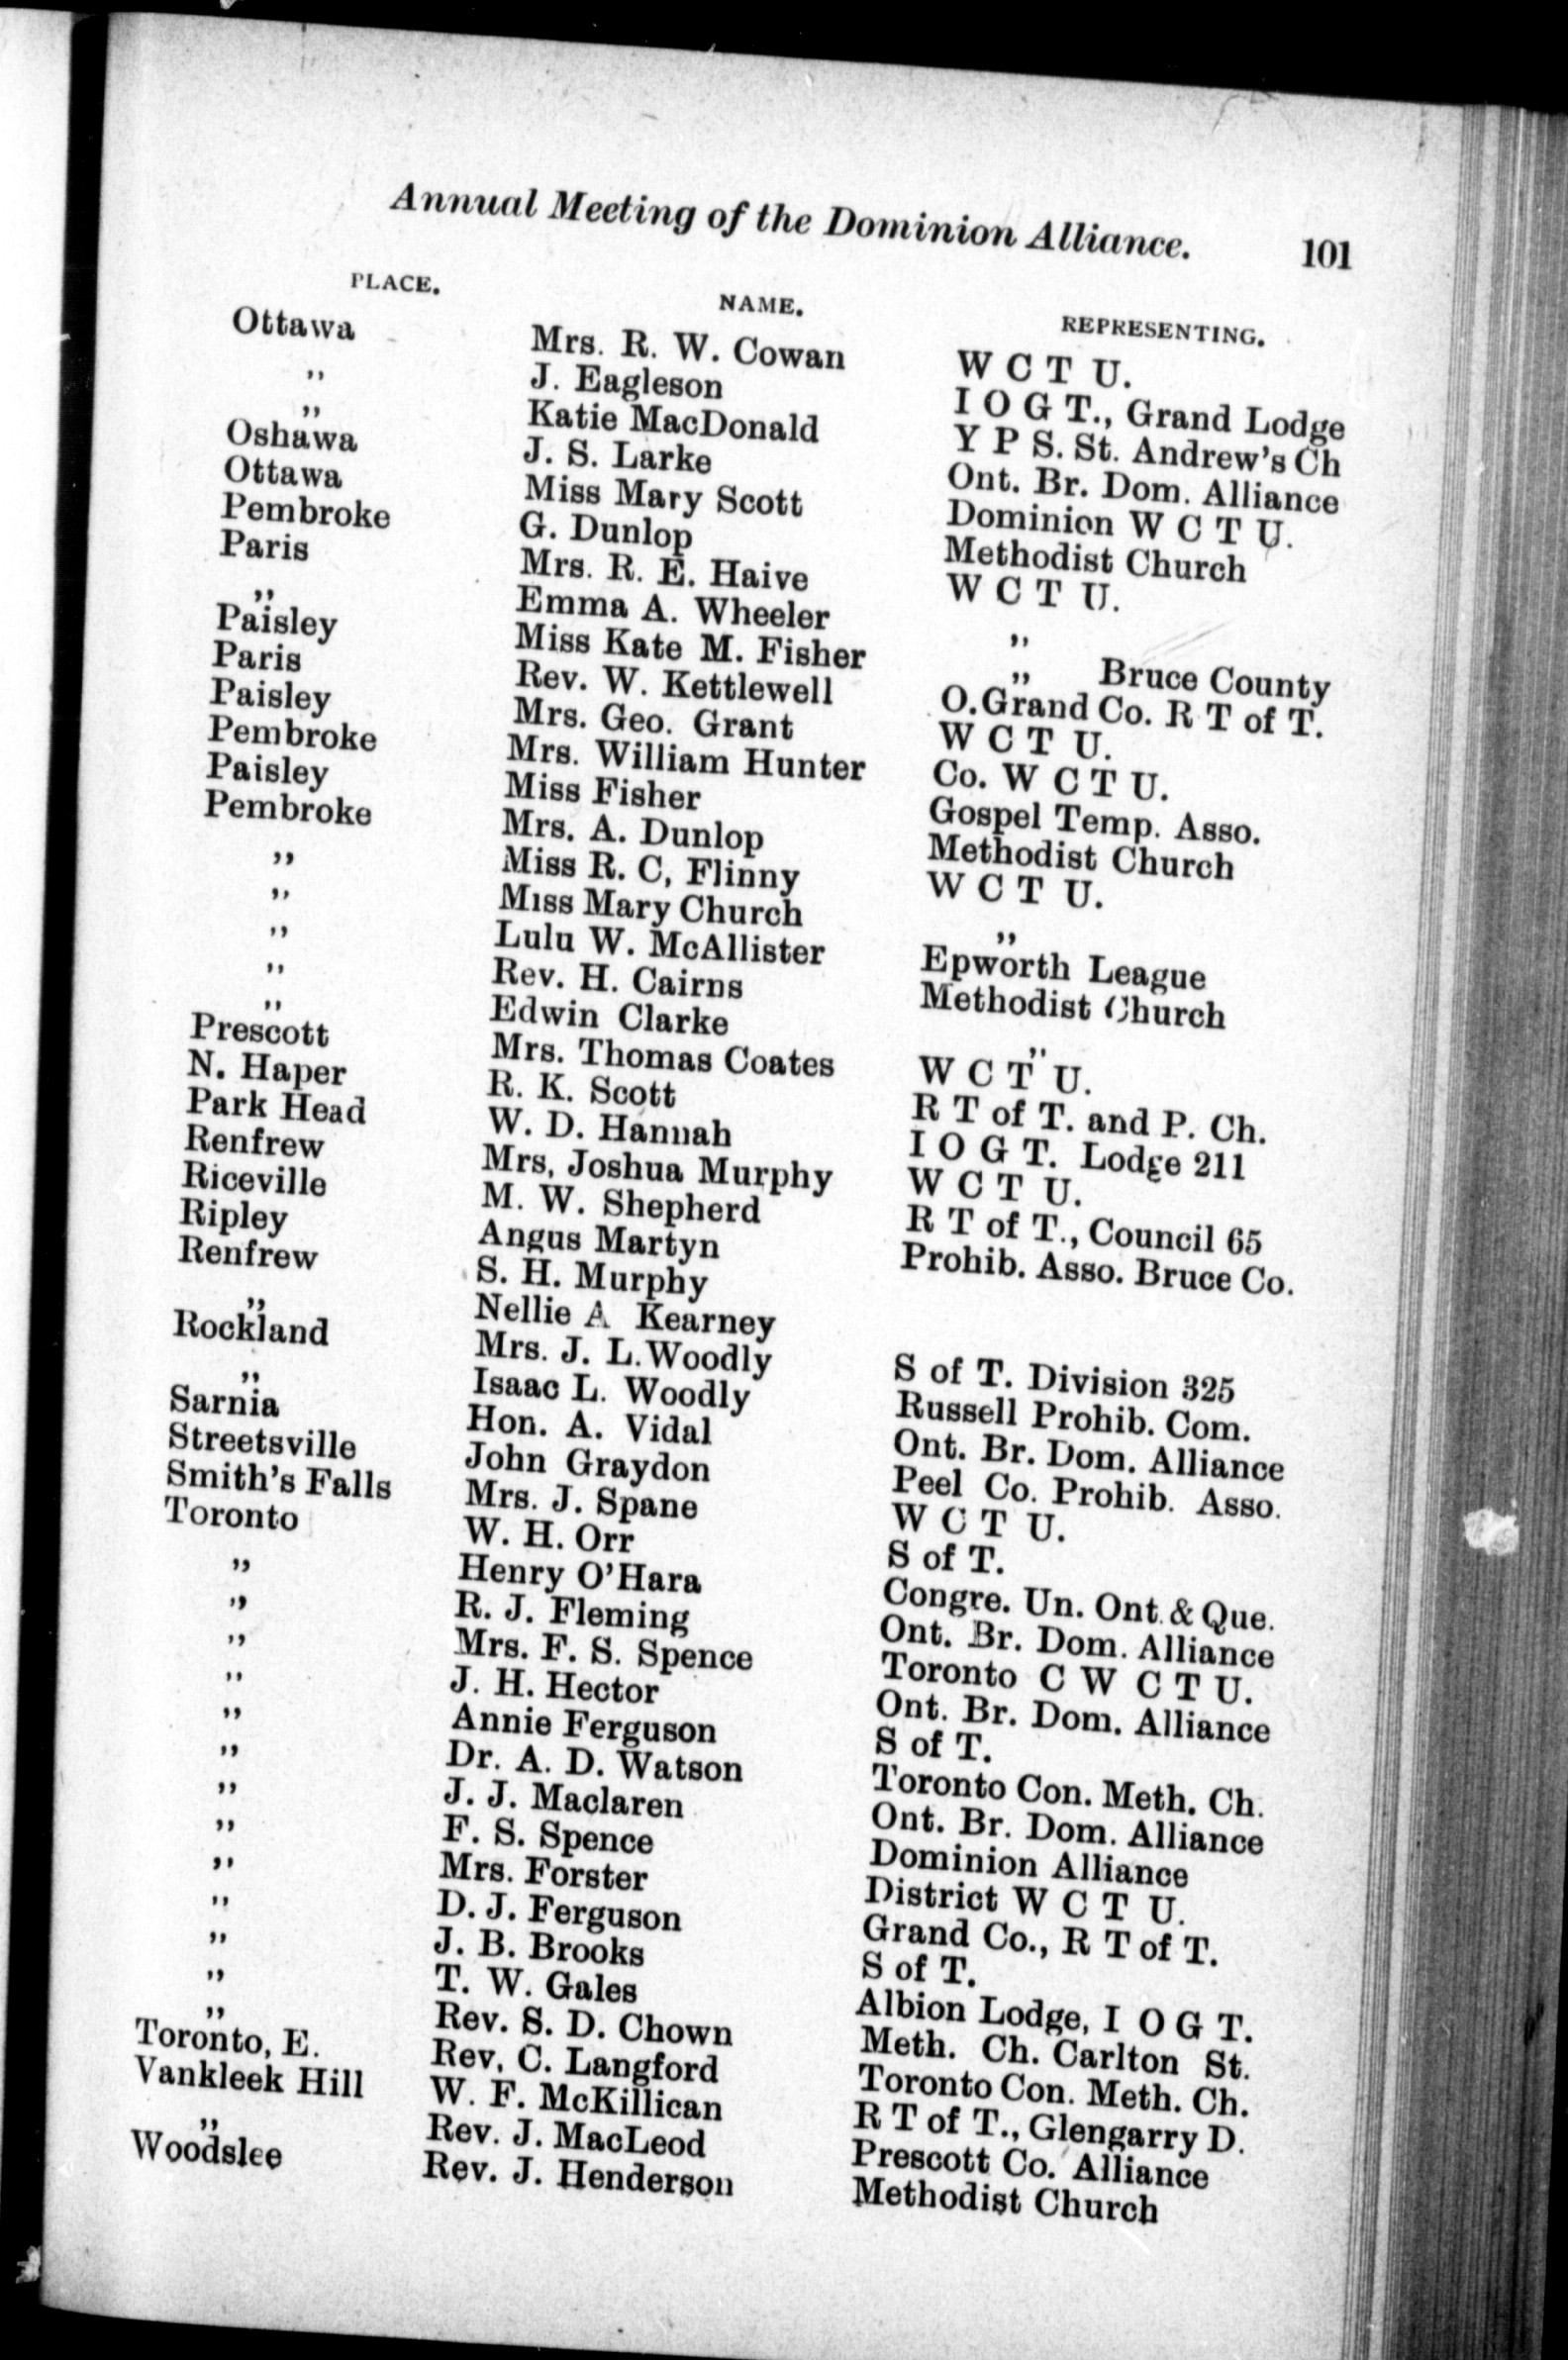 Annual Meeting of the Dominion Alliance. 101
PLACE. NAME. REPRESENTING.
Ottawa Mrs. R. W. Cowan W C T U.
,, J. Eagleson I O G T., Grand Lodge
,, Katie MacDonald Y P S. St. Andrew's Ch
Oshawa J. S. Larke Ont. Br. Dom. Alliance
Ottawa Miss Mary Scott Dominion W C T U.
Pembroke G. Dunlop Methodist Church
Paris Mrs. R. E. Haive W C T U.
,, Emma A. Wheeler ,,
Paisley Miss Kate M. Fisher ,, Bruce County
Paris Rev. W. Kettlewell O.Grand Co. R T of T.
Paisley Mrs. Geo. Grant W C T U.
Pembroke Mrs. William Hunter Co. W C T U.
Paisley Miss Fisher Gospel Temp. Asso.
Pembroke Mrs. A. Dunlop Methodist Church
,, Miss R. C, Flinny W C T U.
,, Miss Mary Church ,,
,, Lulu W. McAllister Epworth League
,, Rev. H. Cairns Methodist Church
,, Edwin Clarke ,,
Prescott Mrs. Thomas Coates W C T U.
N. Haper R. K. Scott R T of T. and P. Ch.
Park Head W. D. Hannah I O G T. Lodge 211
Renfrew Mrs, Joshua Murphy W C T U.
Riceville M. W. Shepherd R T of T., Council 65
Ripley Angus Martyn Prohib. Asso. Bruce Co.
Renfrew S. H. Murphy
,, Nellie A Kearney
Rockland Mrs. J. L.Woodly S of T. Division 325
,, Isaac L. Woodly Russell Prohib. Com.
Sarnia Hon. A. Vidal Ont. Br. Dom. Alliance
Streetsville John Graydon Peel Co. Prohib. Asso.
Smith's Falls Mrs. J. Spane W C T U.
Toronto W. H. Orr S of T.
,, Henry O'Hara Congre. Un. Ont. & Que.
,, R. J. Fleming Ont. Br. Dom. Alliance
,, Mrs. F. S. Spence Toronto C W C T U.
,, J. H. Hector Ont. Br. Dom. Alliance
,, Annie Ferguson S of T.
,, Dr. A. D. Watson Toronto Con. Meth. Ch.
,, J. J. Maclaren Ont. Br. Dom. Alliance
,, F. S. Spence Dominion Alliance
,, Mrs. Forster District W C T U.
,, D. J. Ferguson Grand Co., R T of T.
,, J. B. Brooks S of T.
,, T. W. Gales Albion Lodge, I O G T.
,, Rev. S. D. Chown Meth. Ch. Carlton St.
Toronto, E. Rev, C. Langford Toronto Con. Meth. Ch.
Vankleek Hill W. F. McKillican R T of T., Glengarry D.
,, Rev. J. MacLeod Prescott Co. Alliance
Woodslee Rev. J. Henderson Methodist Church